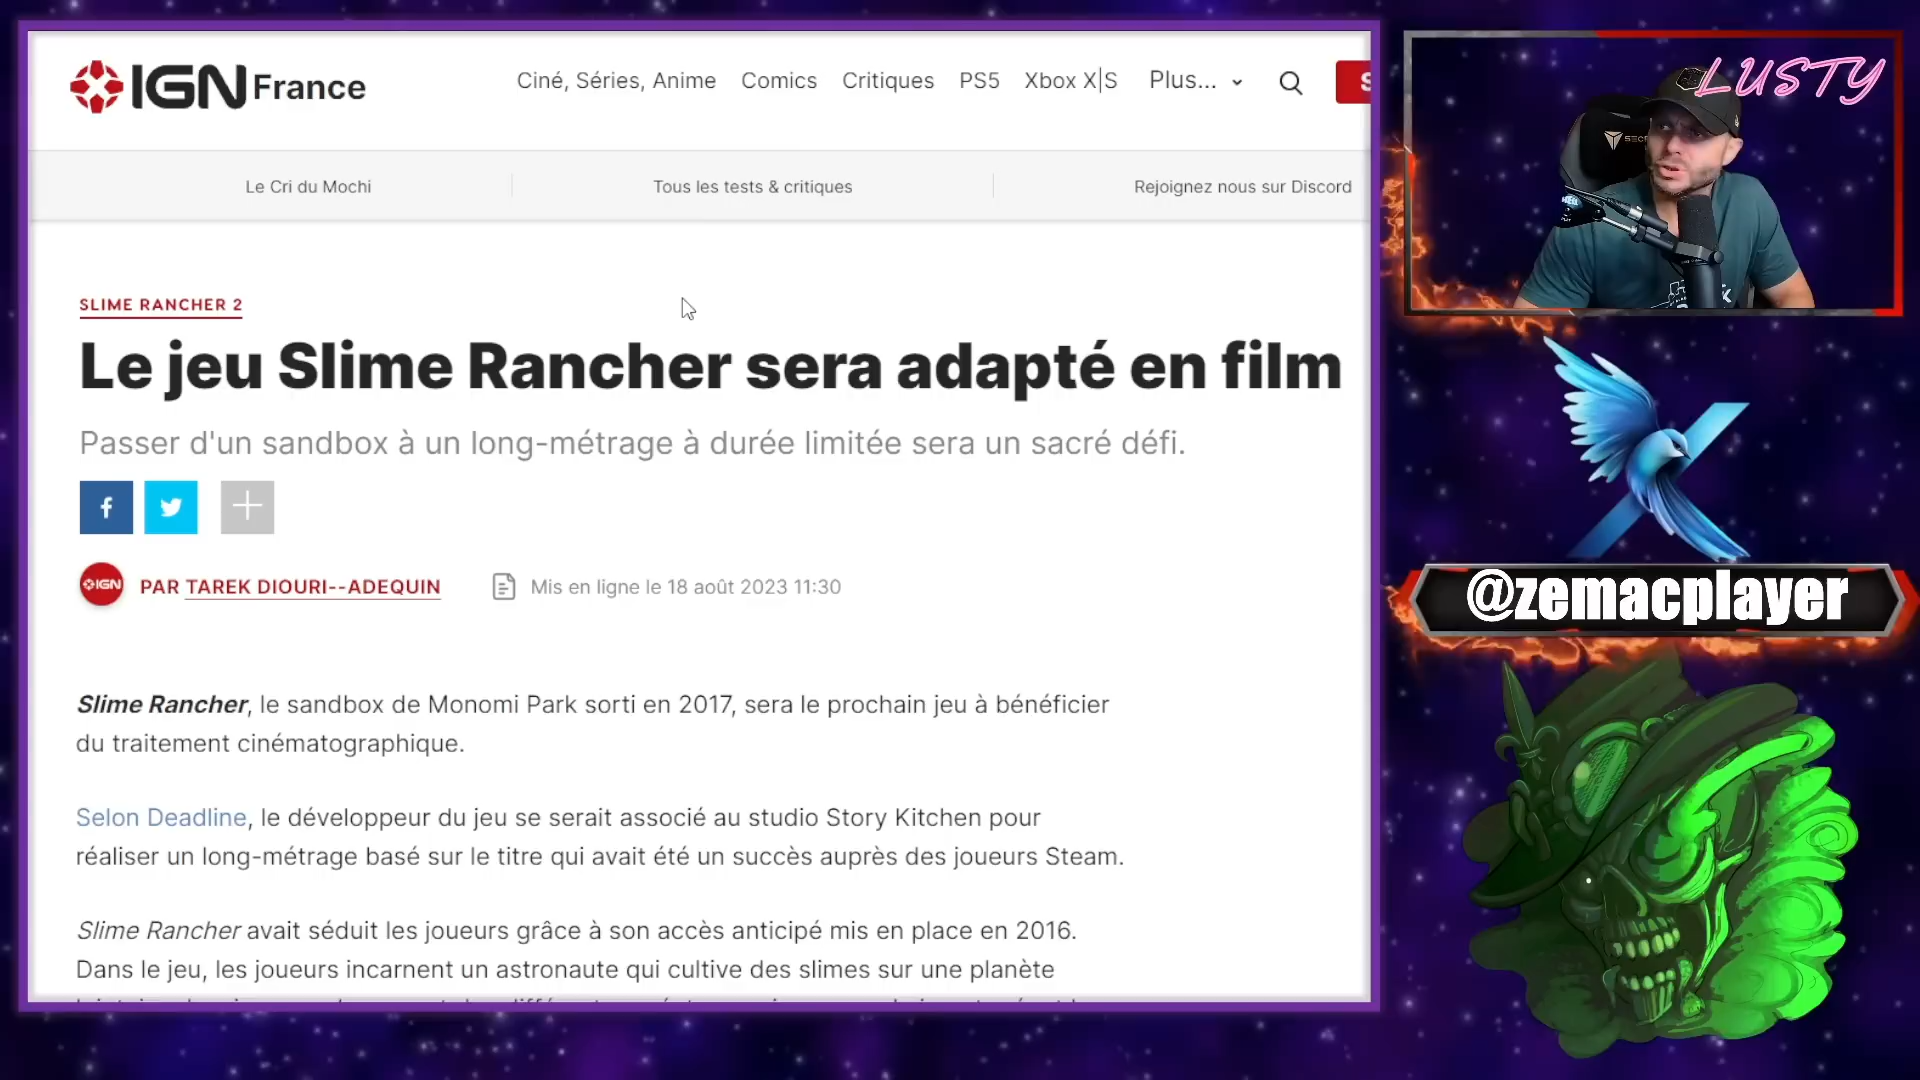 IGN France
Ciné, Séries, Anime Comics Critiques PS5 Xbox X|S Plus...
Le Cri du Mochi Tous les tests & critiques Rejoignez nous sur Discord
SLIME RANCHER 2
Le jeu Slime Rancher sera adapté en film
Passer d'un sandbox à un long-métrage à durée limitée sera un sacré défi.
IGN PAR TAREK DIOURI--ADEQUIN Mis en ligne le 18 août 2023 11:30
Slime Rancher, le sandbox de Monomi Park sorti en 2017, sera le prochain jeu à bénéficier
du traitement cinématographique.
Selon Deadline, le développeur du jeu se serait associé au studio Story Kitchen pour
réaliser un long-métrage basé sur le titre qui avait été un succès auprès des joueurs Steam.
Slime Rancher avait séduit les joueurs grâce à son accès anticipé mis en place en 2016.
Dans le jeu, les joueurs incarnent un astronaute qui cultive des slimes sur une planète
LUSTY
@zemacplayer